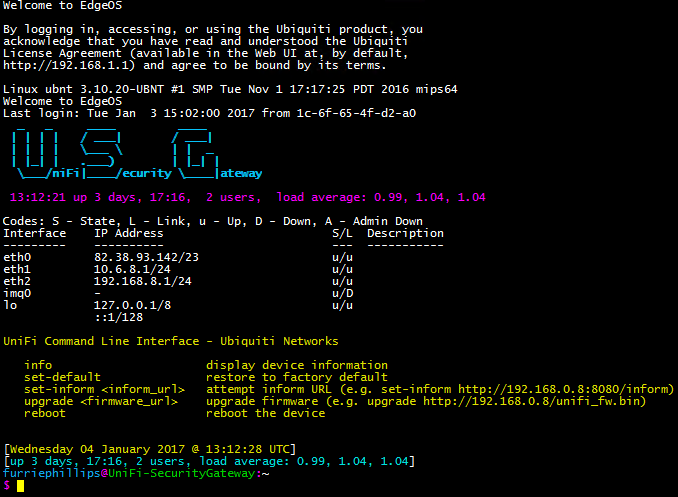 Welcome to EdgeOS
By logging in, accessing, or using the Ubiquiti product, you
acknowledge that you have read and understood the Ubiquiti
License Agreement (available in the Web UI at, by default,
http://192.168.1.1) and agree to be bound by its terms.
Linux ubnt 3.10.20-UBNT #1 SMP Tue Nov 1 17:17:25 PDT 2016 mips64
Welcome to EdgeOS
Last login: Tue Jan  3 15:02:00 2017 from 1c-6f-65-4f-d2-a0
  _   _     ____       ____
 | | | |   / ___|     / ___|
 | | | |   \___ \    | |  _
 | |_| |   .___)     | |_| |
  \___/niFi|____/ecurity \____|ateway
 13:12:21 up 3 days, 17:16,  2 users,  load average: 0.99, 1.04, 1.04
Codes: S - State, L - Link, u - Up, D - Down, A - Admin Down
Interface    IP Address                        S/L  Description
---------    ----------                        ---  -----------
eth0         82.38.93.142/23                   u/u
eth1         10.6.8.1/24                       u/u
eth2         192.168.8.1/24                    u/u
imq0         -                                 u/D
lo           127.0.0.1/8                       u/u
             ::1/128
UniFi Command Line Interface - Ubiquiti Networks
   info                      display device information
   set-default               restore to factory default
   set-inform <inform_url>   attempt inform URL (e.g. set-inform http://192.168.0.8:8080/inform)
   upgrade <firmware_url>    upgrade firmware (e.g. upgrade http://192.168.0.8/unifi_fw.bin)
   reboot                    reboot the device
[Wednesday 04 January 2017 @ 13:12:28 UTC]
[up 3 days, 17:16, 2 users, load average: 0.99, 1.04, 1.04]
furriephillips@UniFi-SecurityGateway:~
$